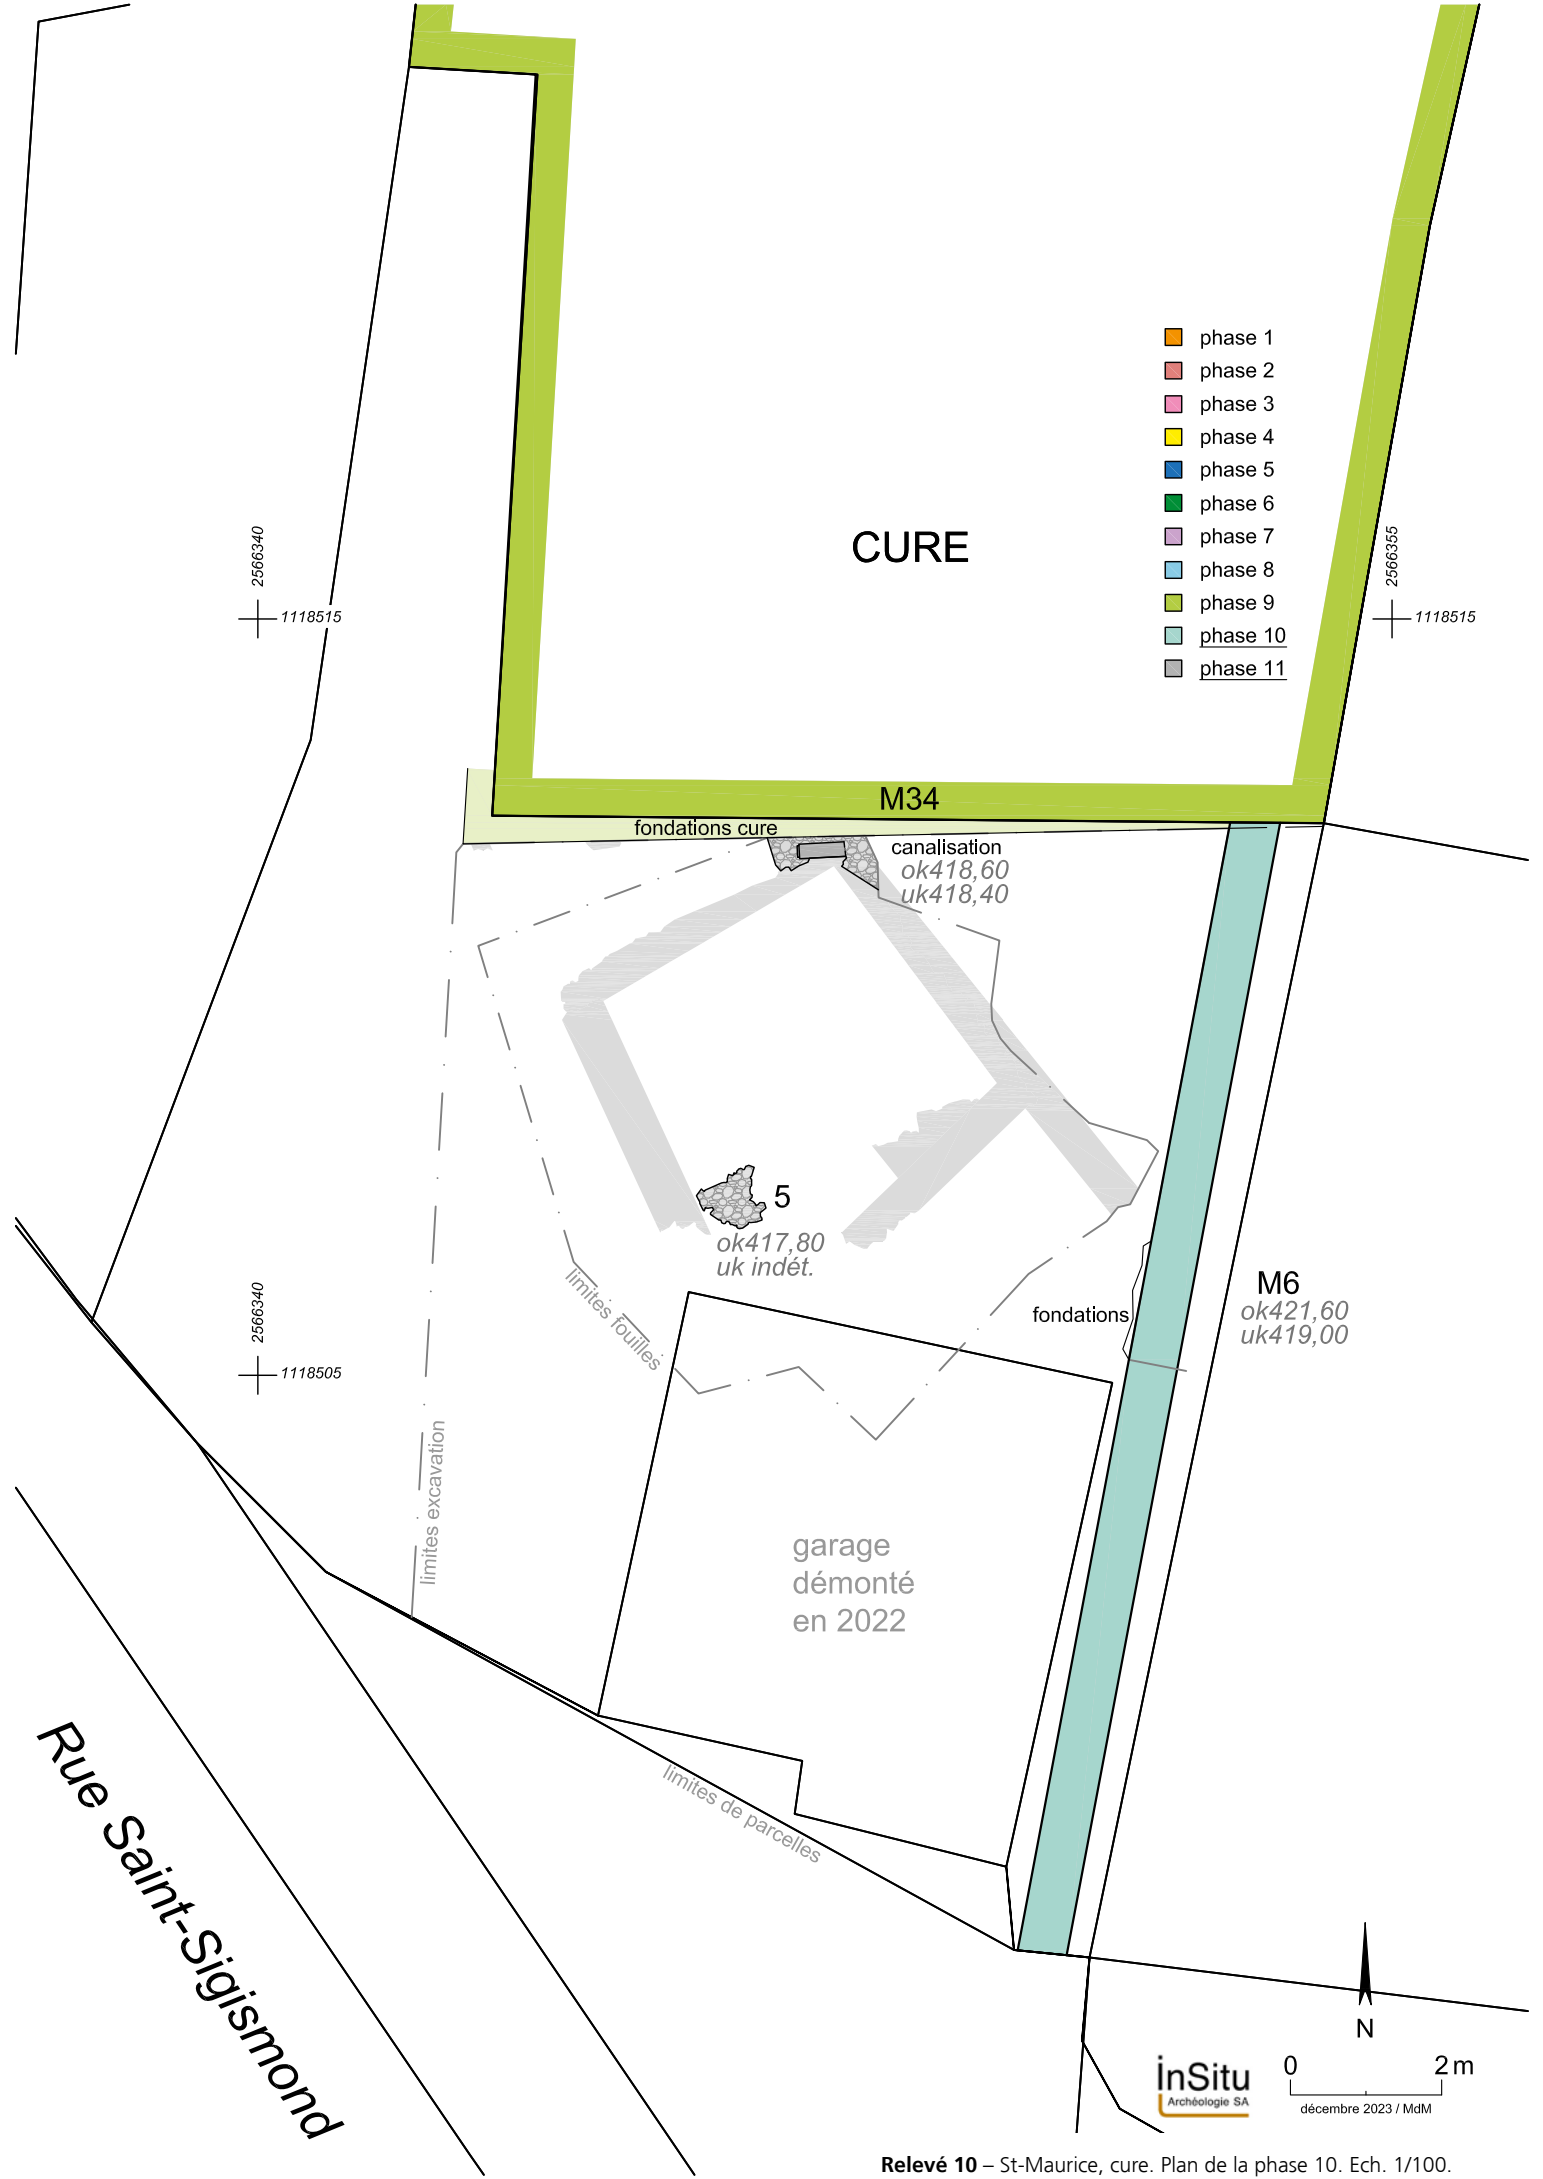 phase 1
phase 2
phase 3
phase 4
phase 5
phase 6
phase 7
phase 8
phase 9
phase 10
phase 11
CURE
2566340
1118515
2566355
1118515
M34
fondations cure
canalisation
ok418,60
uk418,40
5
ok417,80
uk indét.
limites fouilles
fondations
M6
ok421,60
uk419,00
2566340
1118505
limites excavation
garage
démonté
en 2022
limites de parcelles
Rue Saint-Sigismond
N
inSitu
Archéologie SA
0 2 m
décembre 2023 / MdM
Relevé 10 – St-Maurice, cure. Plan de la phase 10. Ech. 1/100.